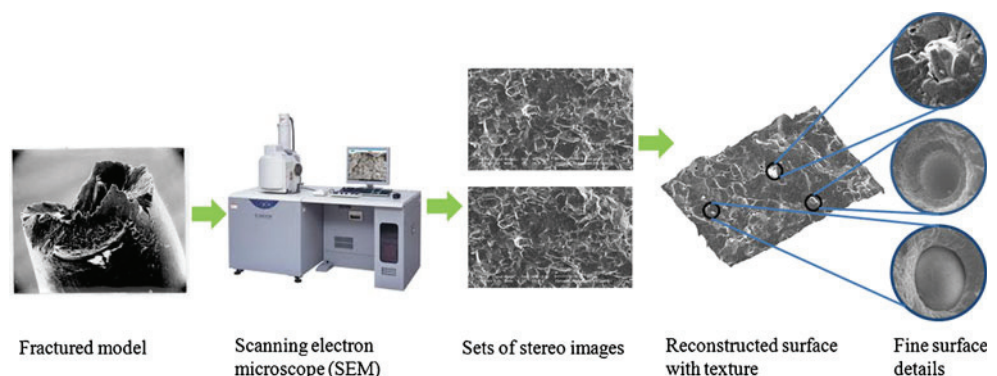 Fractured model
Scanning electron
microscope (SEM)
Sets of stereo images
Reconstructed surface
with texture
Fine surface
details